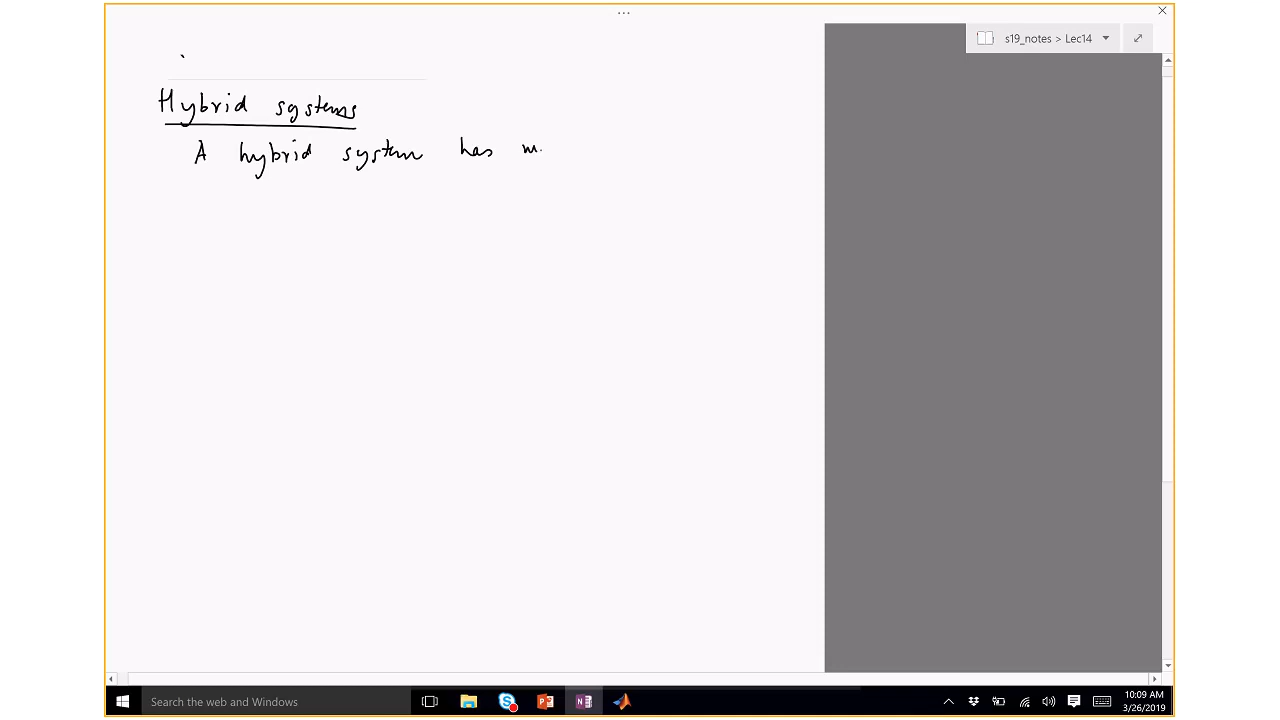 ...
s19_notes > Lec14
Hybrid systems
A hybrid system has
Search the web and Windows
10:09 AM
3/26/2019